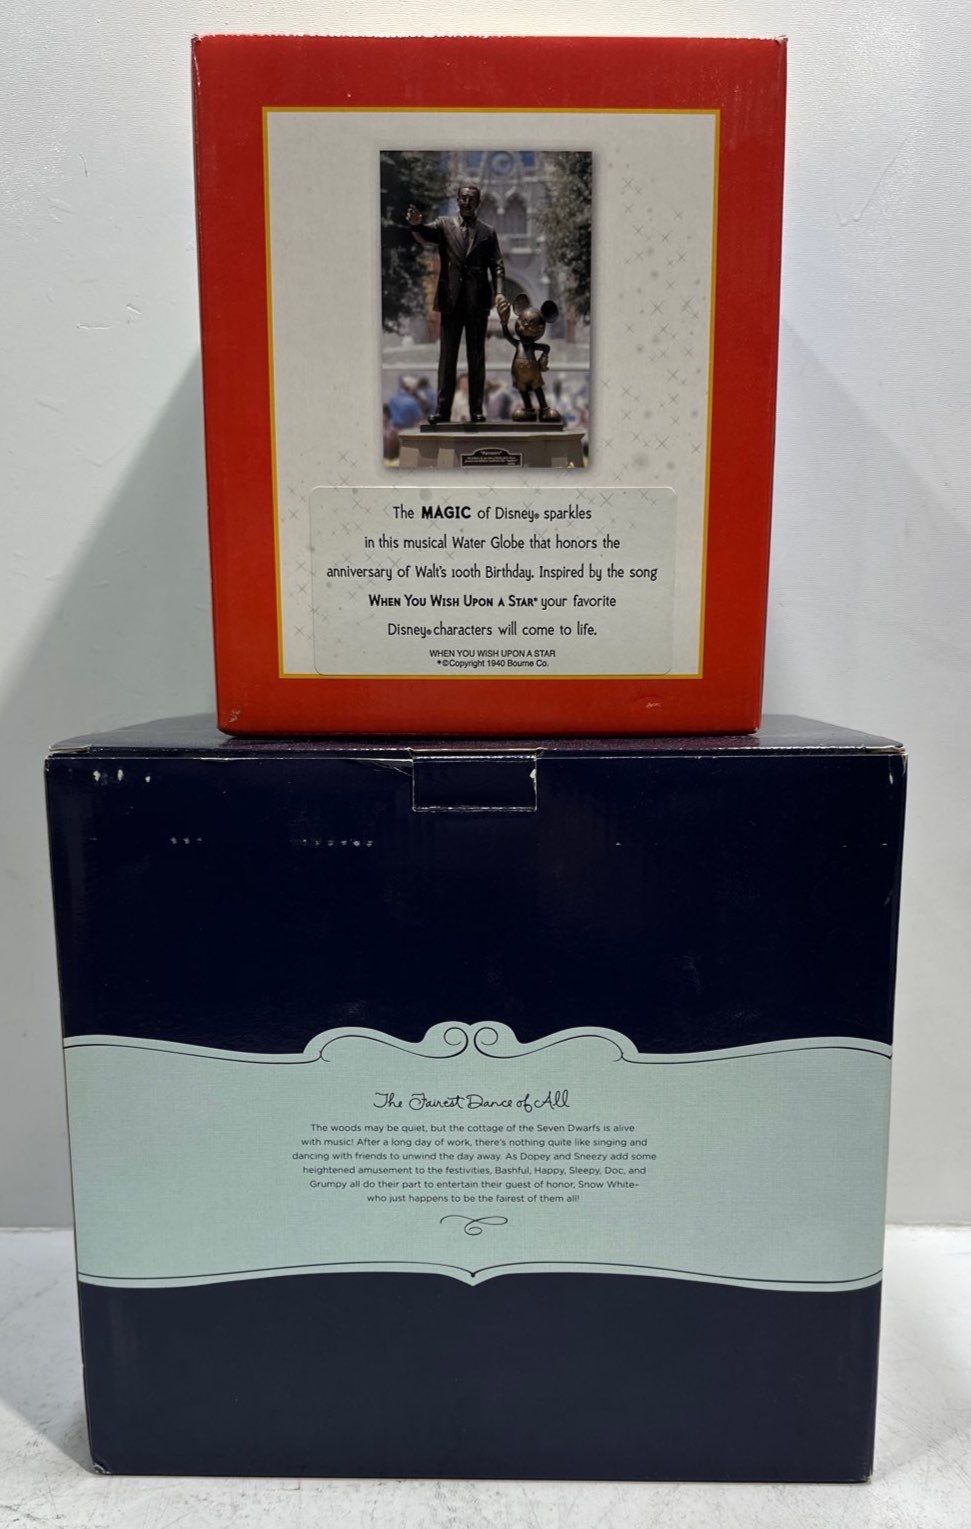 "Partners"
The MAGIC of Disney® sparkles
in this musical Water Globe that honors the
anniversary of Walt's 100th Birthday. Inspired by the song
WHEN YOU WISH UPON A STAR* your favorite
Disney® characters will come to life.
WHEN YOU WISH UPON A STAR
*©Copyright 1940 Bourne Co.
The Fairest Dance of All
The woods may be quiet, but the cottage of the Seven Dwarfs is alive
with music! After a long day of work, there's nothing quite like singing and
dancing with friends to unwind the day away. As Dopey and Sneezy add some
heightened amusement to the festivities, Bashful, Happy, Sleepy, Doc, and
Grumpy all do their part to entertain their guest of honor, Snow White–
who just happens to be the fairest of them all!